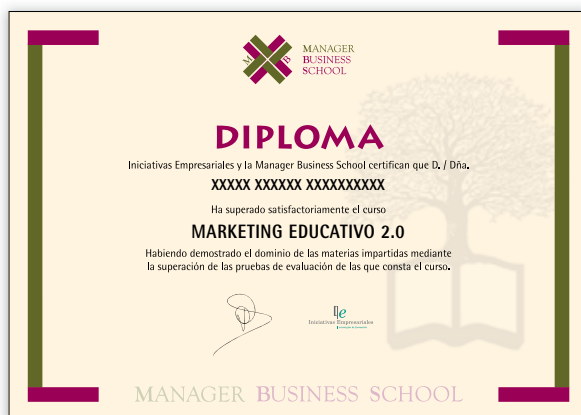 M B
MANAGER
BUSINESS
SCHOOL
DIPLOMA
Iniciativas Empresariales y la Manager Business School certifican que D. / Dña.
XXXXX XXXXXX XXXXXXXXXX
Ha superado satisfactoriamente el curso
MARKETING EDUCATIVO 2.0
Habiendo demostrado el dominio de las materias impartidas mediante
la superación de las pruebas de evaluación de las que consta el curso.
Ie
Iniciativas Empresariales
MANAGER BUSINESS SCHOOL